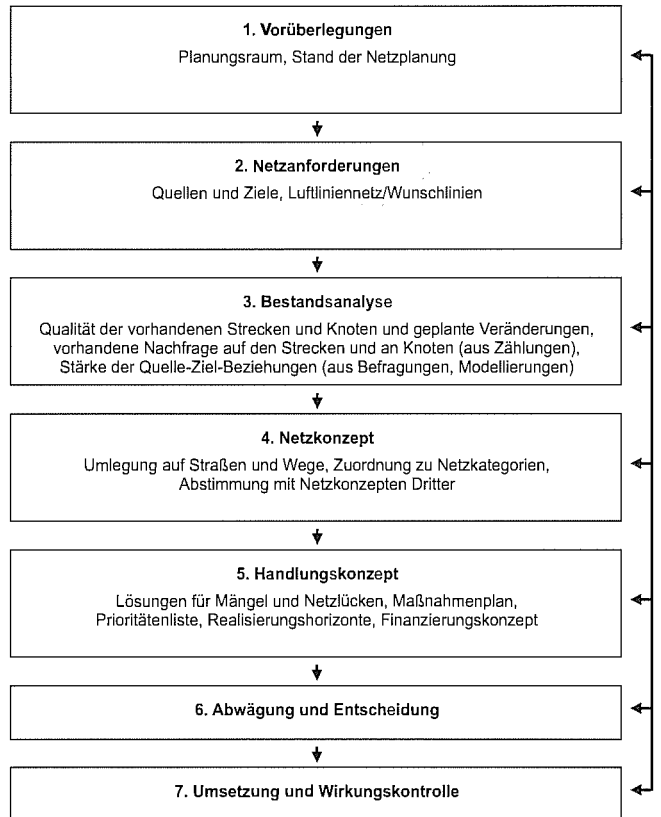 1. Vorüberlegungen
Planungsraum, Stand der Netzplanung
2. Netzanforderungen
Quellen und Ziele, Luftliniennetz/Wunschlinien
3. Bestandsanalyse
Qualität der vorhandenen Strecken und Knoten und geplante Veränderungen,
vorhandene Nachfrage auf den Strecken und an Knoten (aus Zählungen),
Stärke der Quelle-Ziel-Beziehungen (aus Befragungen, Modellierungen)
4. Netzkonzept
Umlegung auf Straßen und Wege, Zuordnung zu Netzkategorien,
Abstimmung mit Netzkonzepten Dritter
5. Handlungskonzept
Lösungen für Mängel und Netzlücken, Maßnahmenplan,
Prioritätenliste, Realisierungshorizonte, Finanzierungskonzept
6. Abwägung und Entscheidung
7. Umsetzung und Wirkungskontrolle